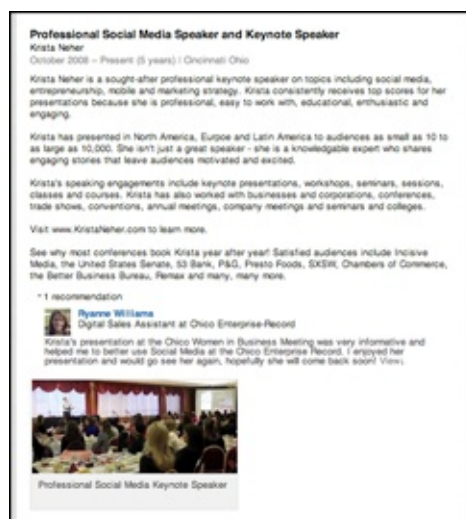 Professional Social Media Speaker and Keynote Speaker
Krista Neher
October 2008 – Present (5 years) | Cincinnati Ohio
Krista Neher is a sought-after professional keynote speaker on topics including social media,
entrepreneurship, mobile and marketing strategy. Krista consistently receives top scores for her
presentations because she is professional, easy to work with, educational, enthusiastic and
engaging.
Krista has presented in North America, Eurpoe and Latin America to audiences as small as 10 to
as large as 10,000. She isn't just a great speaker - she is a knowledgable expert who shares
engaging stories that leave audiences motivated and excited.
Krista's speaking engagements include keynote presentations, workshops, seminars, sessions,
classes and courses. Krista has also worked with businesses and corporations, conferences,
trade shows, conventions, annual meetings, company meetings and seminars and colleges.
Visit www.KristaNeher.com to learn more.
See why most conferences book Krista year after year! Satisfied audiences include Incisive
Media, the United States Senate, 53 Bank, P&G, Presto Foods, SXSW, Chambers of Commerce,
the Better Business Bureau, Remax and many, many more.
1 recommendation
Ryanne Williams
Digital Sales Assistant at Chico Enterprise-Record
Krista's presentation at the Chico Women in Business Meeting was very informative and
helped me to better use Social Media at the Chico Enterprise Record. I enjoyed her
presentation and would go see her again, hopefully she will come back soon! View↓
Professional Social Media Keynote Speaker